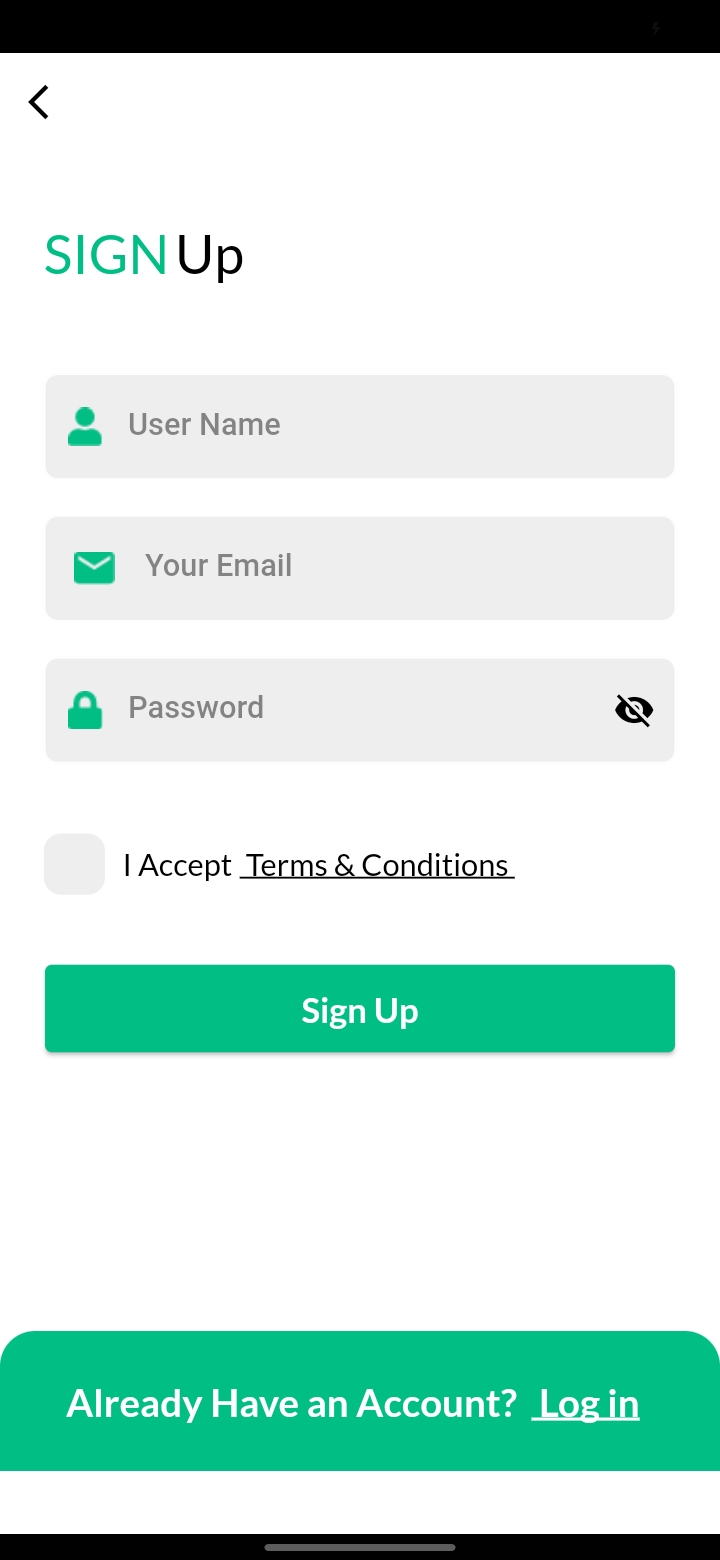 SIGN Up
User Name
Your Email
Password
I Accept Terms & Conditions
Sign Up
Already Have an Account? Log in